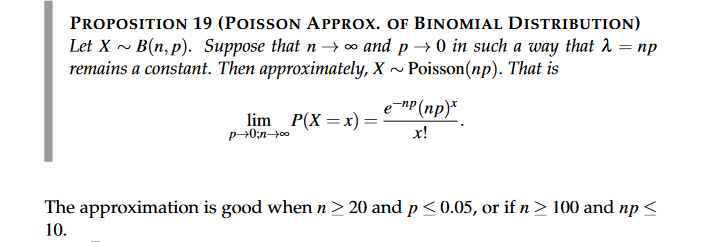 PROPOSITION 19 (POISSON APPROX. OF BINOMIAL DISTRIBUTION)
Let X ∼ B(n, p). Suppose that n → ∞ and p → 0 in such a way that λ = np
remains a constant. Then approximately, X ∼ Poisson(np). That is
lim_{p→0;n→∞} P(X = x) = e^{−np}(np)^x / x!.
The approximation is good when n ≥ 20 and p ≤ 0.05, or if n ≥ 100 and np ≤
10.